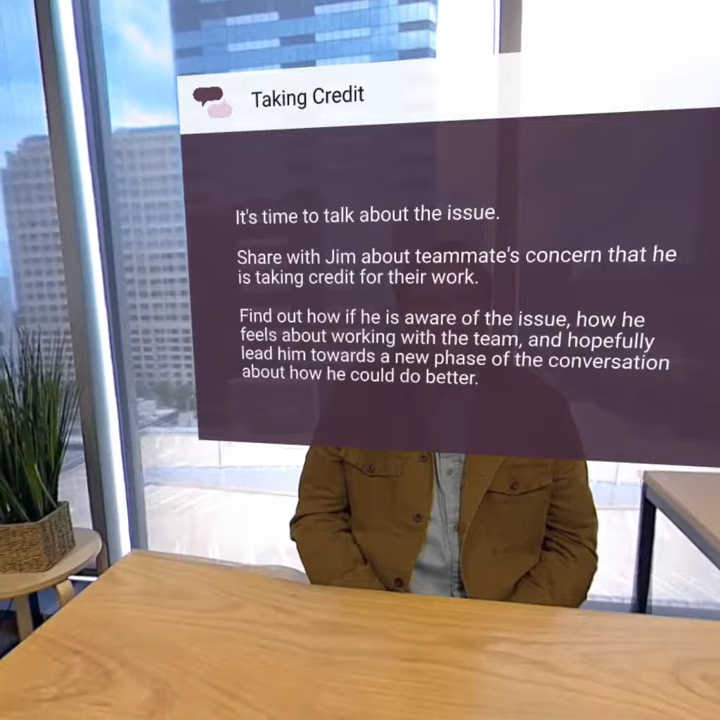 Taking Credit
It's time to talk about the issue.
Share with Jim about teammate's concern that he
is taking credit for their work.
Find out how if he is aware of the issue, how he
feels about working with the team, and hopefully
lead him towards a new phase of the conversation
about how he could do better.